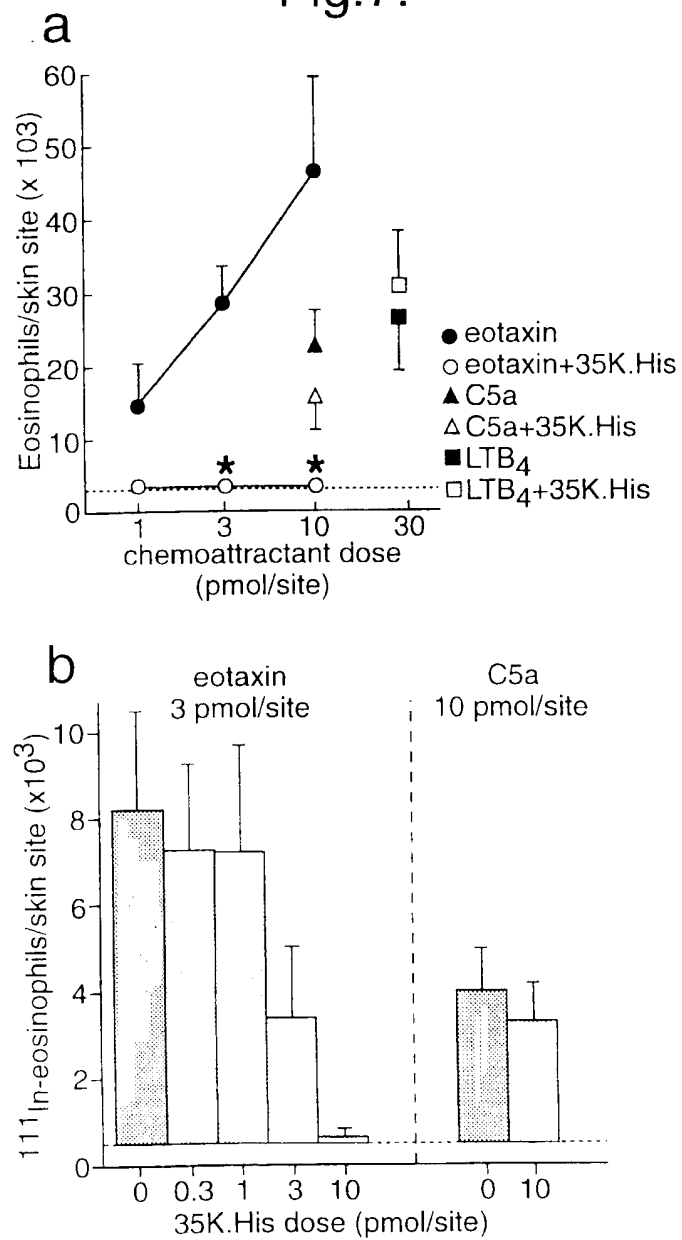 Fig.7.
a
Eosinophils/skin site (x 103)
60
50
40
30
20
10
0
1 3 10 30
chemoattractant dose
(pmol/site)
eotaxin
eotaxin+35K.His
C5a
C5a+35K.His
LTB4
LTB4+35K.His
b
eotaxin
3 pmol/site
C5a
10 pmol/site
111In-eosinophils/skin site (x103)
10
8
6
4
2
0
0 0.3 1 3 10 0 10
35K.His dose (pmol/site)